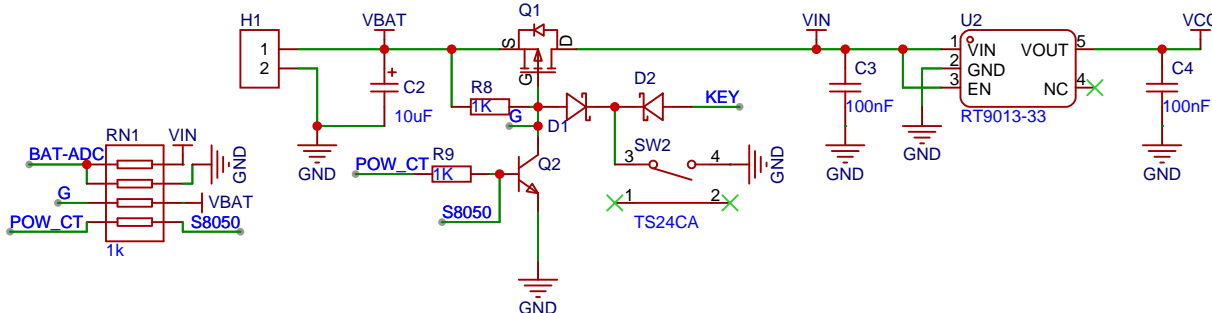 Q1
H1
VBAT
VIN
U2
VCC
1
2
S
D
G
C2
10uF
R8
1K
G
D1
D2
KEY
C3
100nF
1
2
3
VIN
GND
EN
VOUT
NC
5
4
RT9013-33
C4
100nF
RN1
VIN
BAT-ADC
GND
G
VBAT
POW_CT
S8050
1k
GND
POW_CT
R9
1K
Q2
S8050
SW2
3
4
GND
1
2
TS24CA
GND
GND
GND
GND